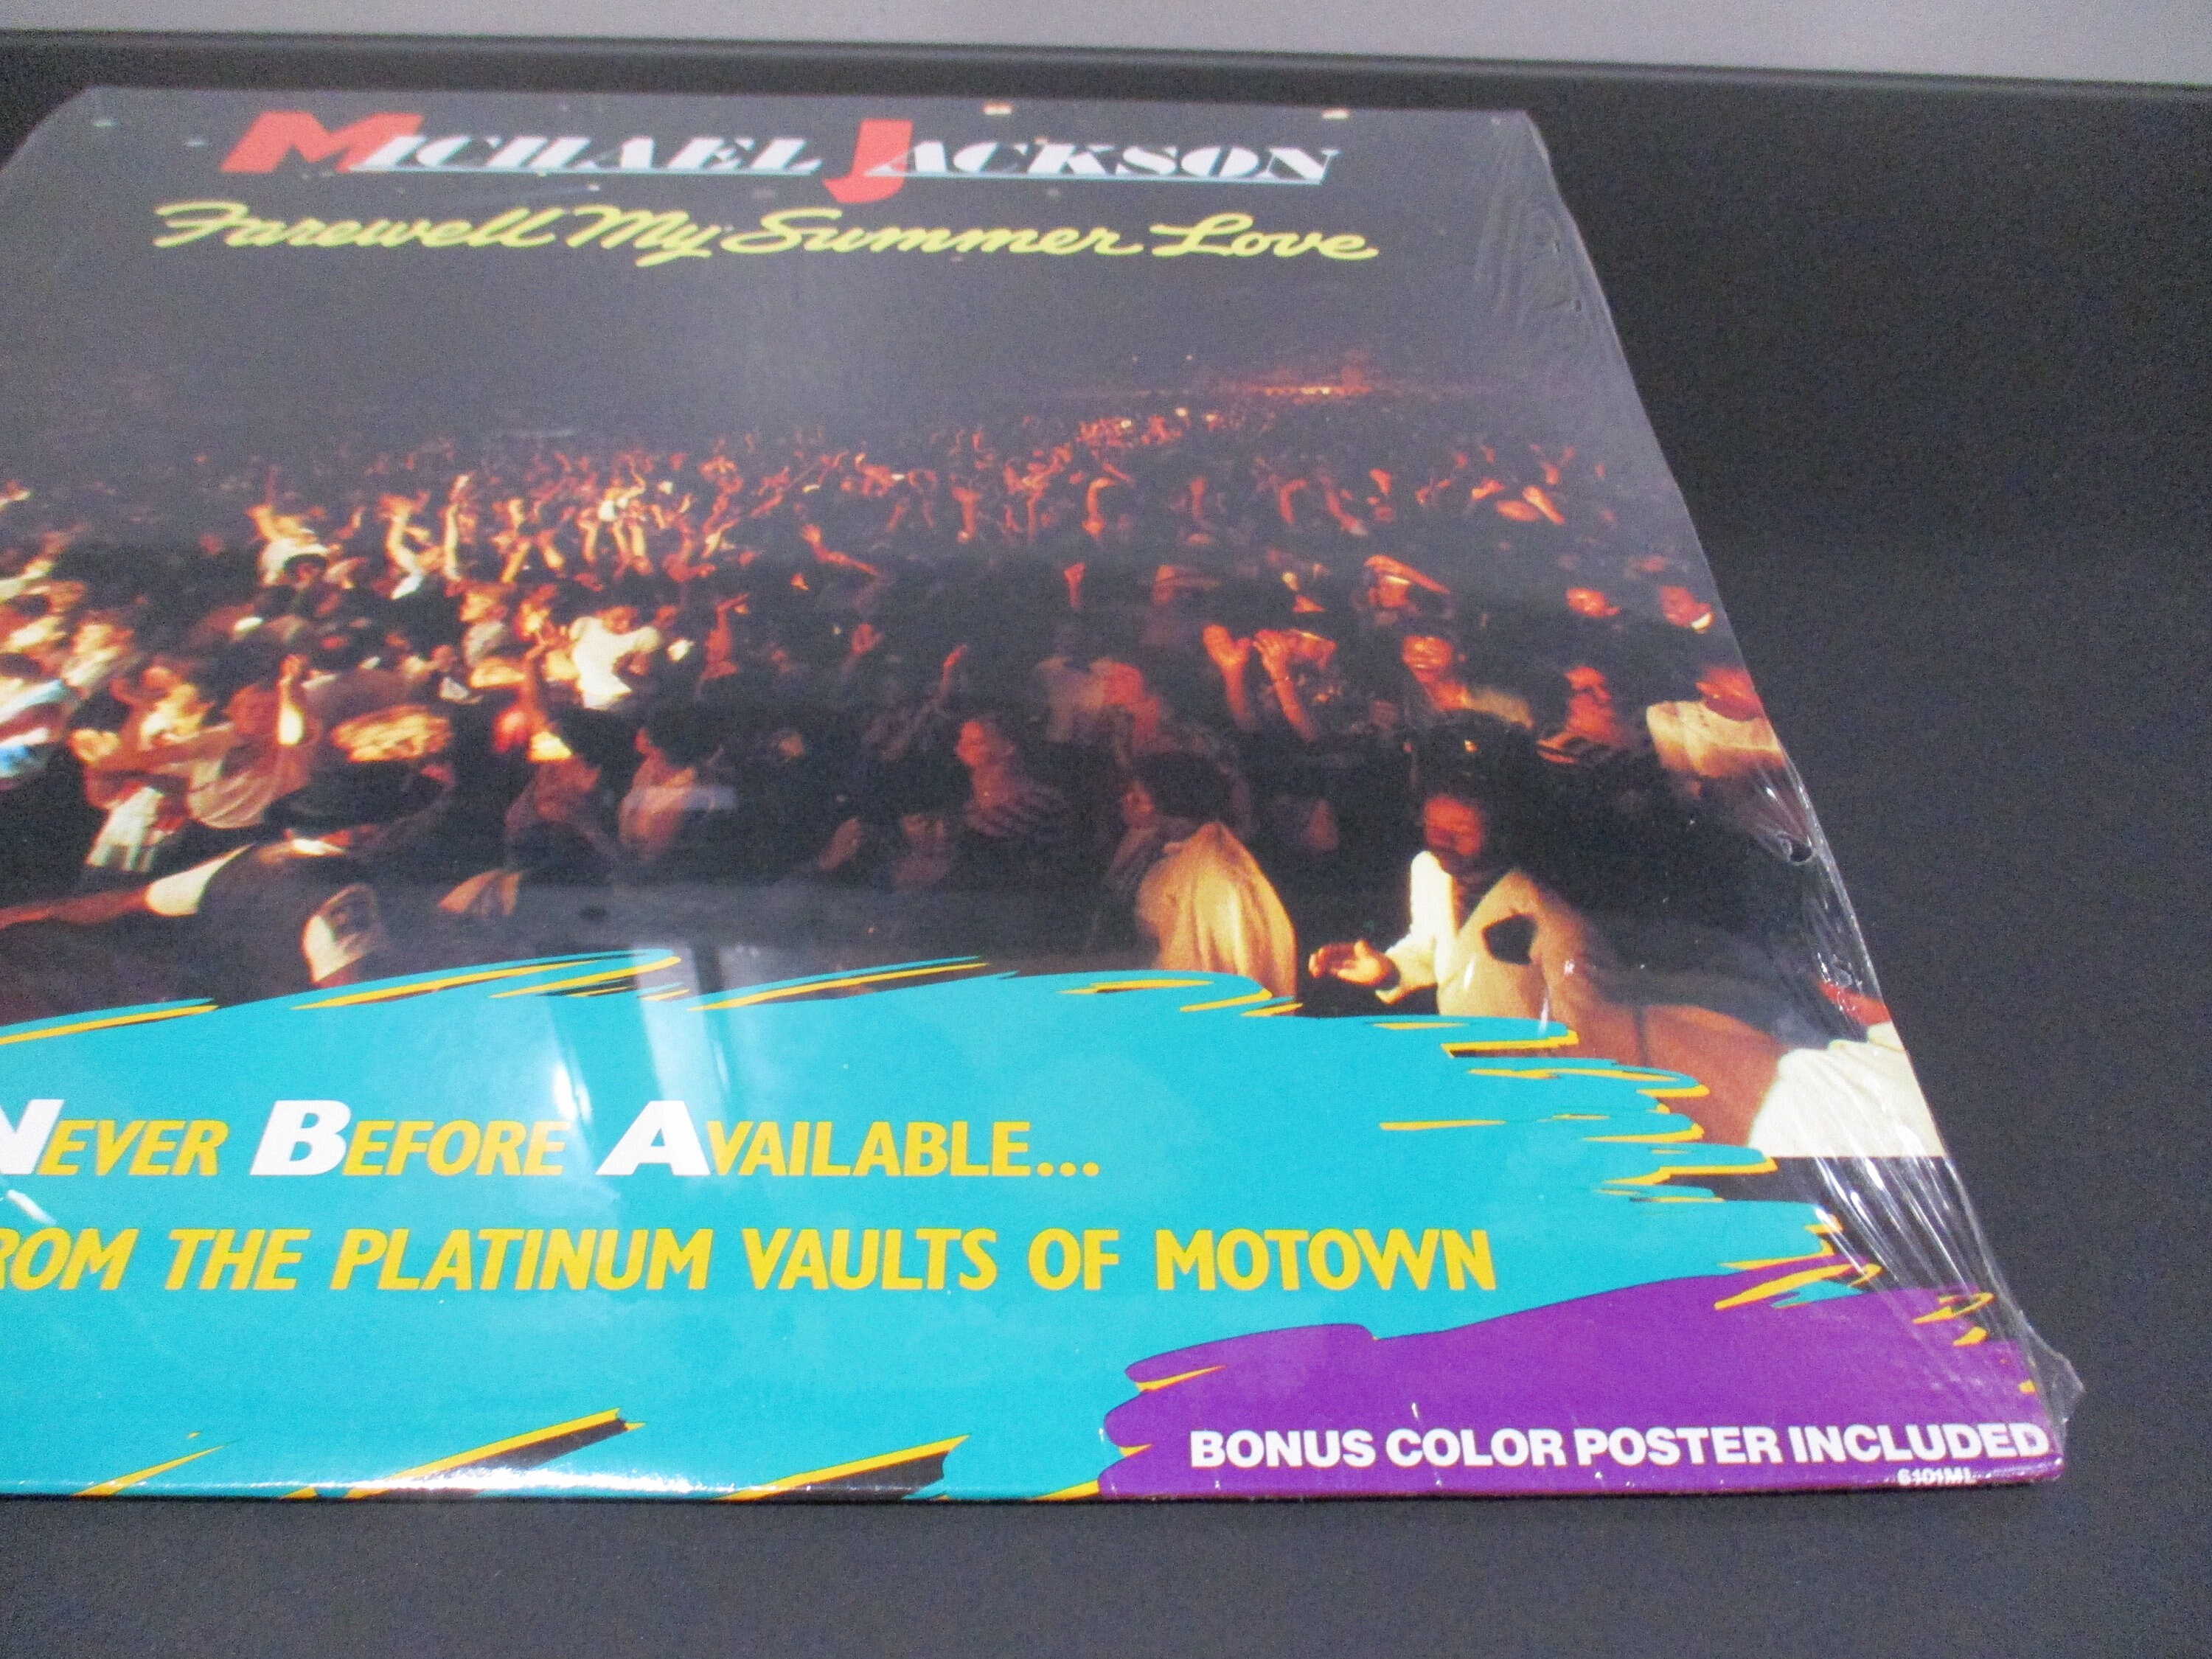 MICHAEL JACKSON
Farewell My Summer Love
NEVER BEFORE AVAILABLE...
ROM THE PLATINUM VAULTS OF MOTOWN
BONUS COLOR POSTER INCLUDED
6101ML